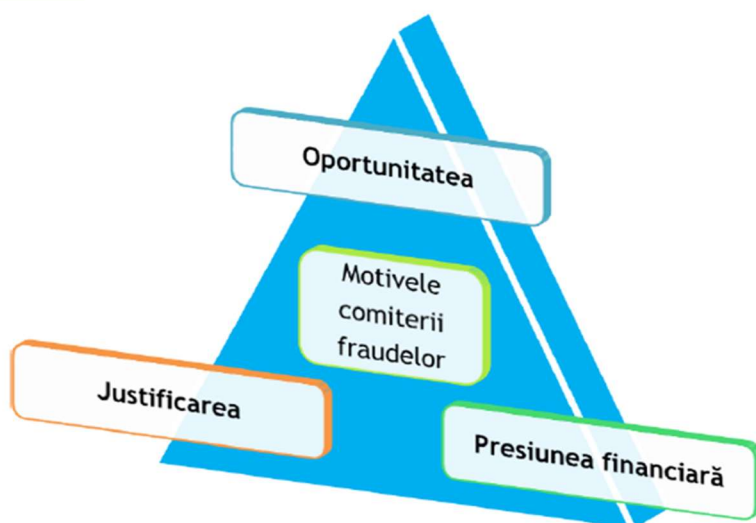 Oportunitatea
Motivele
comiterii
fraudelor
Justificarea
Presiunea financiară